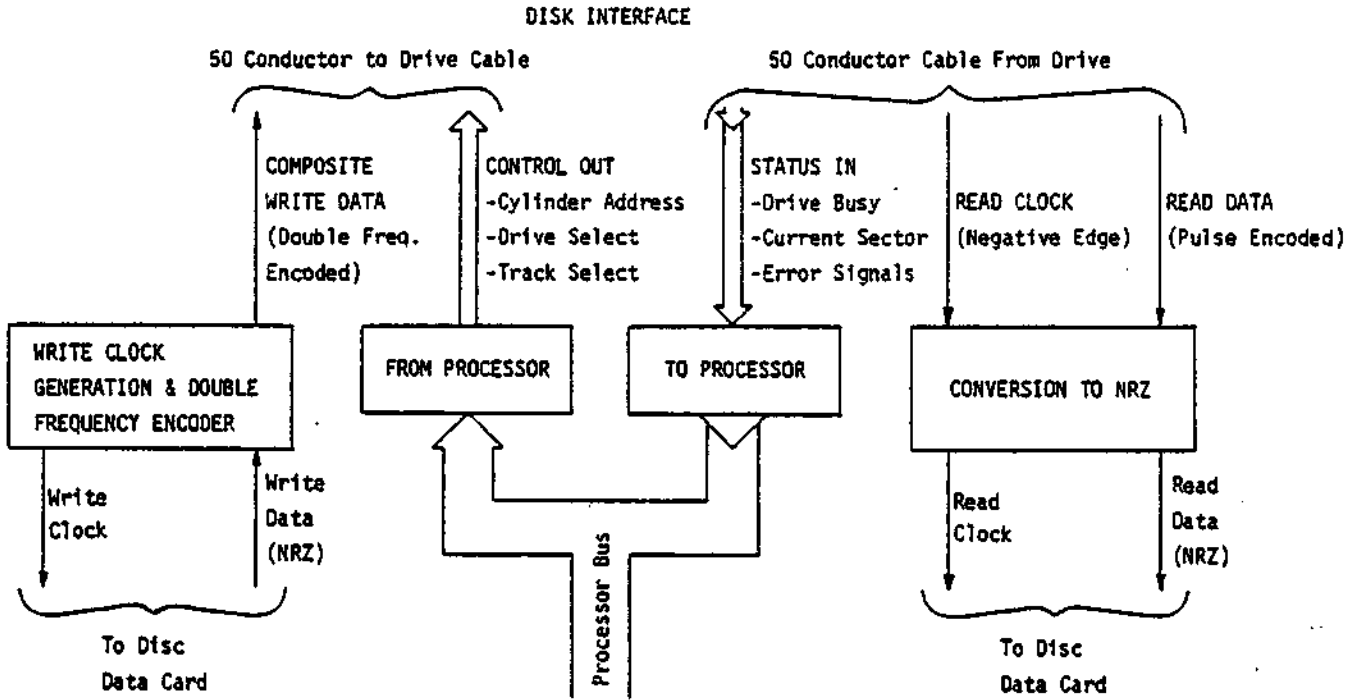 DISK INTERFACE
50 Conductor to Drive Cable
50 Conductor Cable From Drive
COMPOSITE
WRITE DATA
(Double Freq.
Encoded)
CONTROL OUT
-Cylinder Address
-Drive Select
-Track Select
STATUS IN
-Drive Busy
-Current Sector
-Error Signals
READ CLOCK
(Negative Edge)
READ DATA
(Pulse Encoded)
WRITE CLOCK
GENERATION & DOUBLE
FREQUENCY ENCODER
FROM PROCESSOR
TO PROCESSOR
CONVERSION TO NRZ
Write
Clock
Write
Data
(NRZ)
Processor Bus
Read
Clock
Read
Data
(NRZ)
To Disc
Data Card
To Disc
Data Card